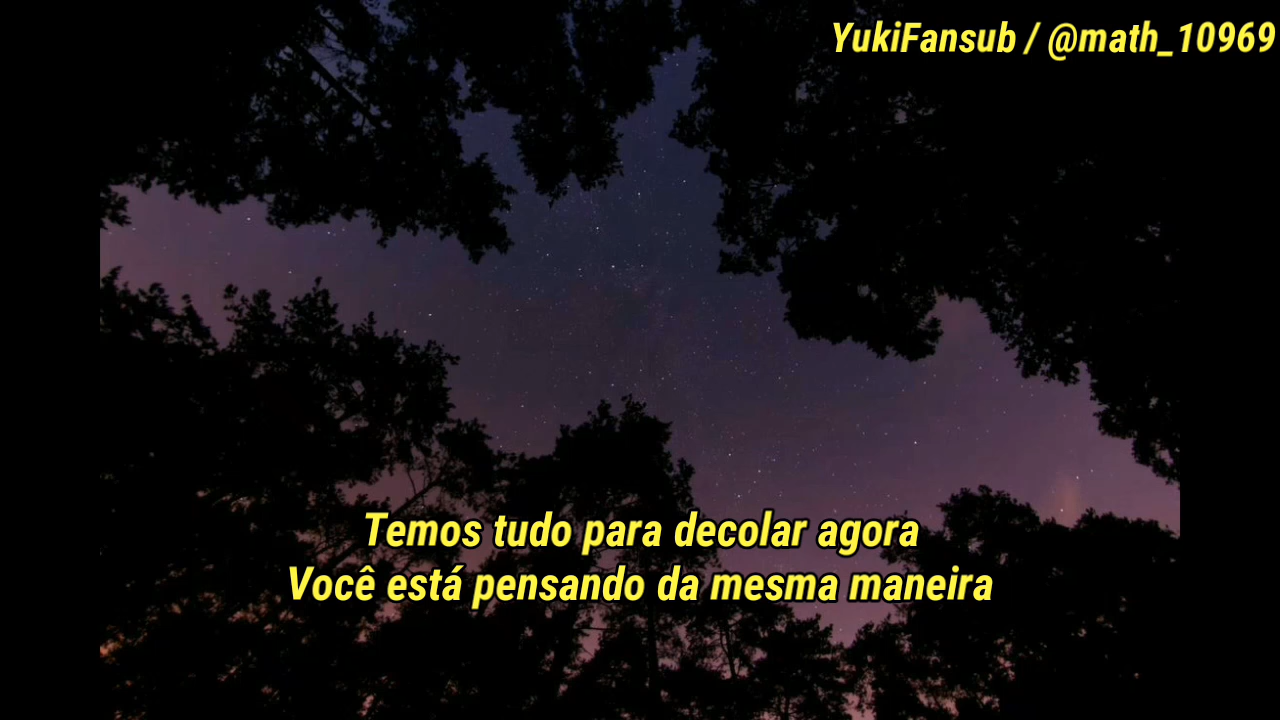 YukiFansub / @math_10969
Temos tudo para decolar agora
Você está pensando da mesma maneira